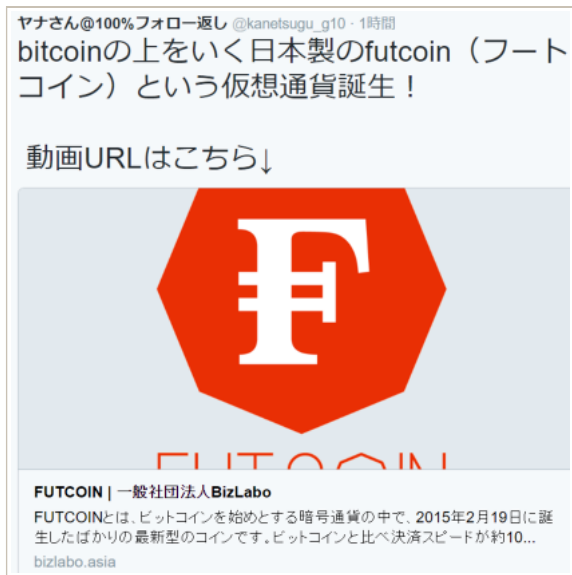 ヤナさん@100%フォロー返し @kanetsugu_g10・1時間
bitcoinの上をいく日本製のfutcoin（フート
コイン）という仮想通貨誕生！
動画URLはこちら↓
F
FUTCOIN
FUTCOIN | 一般社団法人BizLabo
FUTCOINとは、ビットコインを始めとする暗号通貨の中で、2015年2月19日に誕
生したばかりの最新型のコインです。ビットコインと比べ決済スピードが約10...
bizlabo.asia